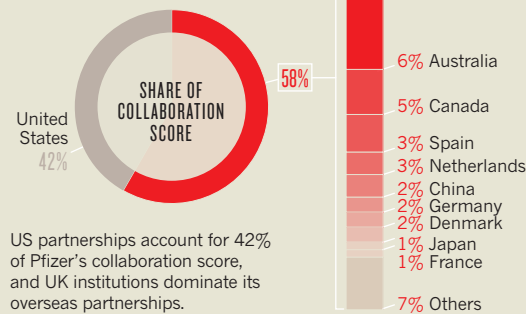 SHARE OF
COLLABORATION
SCORE
United
States
42%
58%
6% Australia
5% Canada
3% Spain
3% Netherlands
2% China
2% Germany
2% Denmark
1% Japan
1% France
7% Others
US partnerships account for 42%
of Pfizer's collaboration score,
and UK institutions dominate its
overseas partnerships.